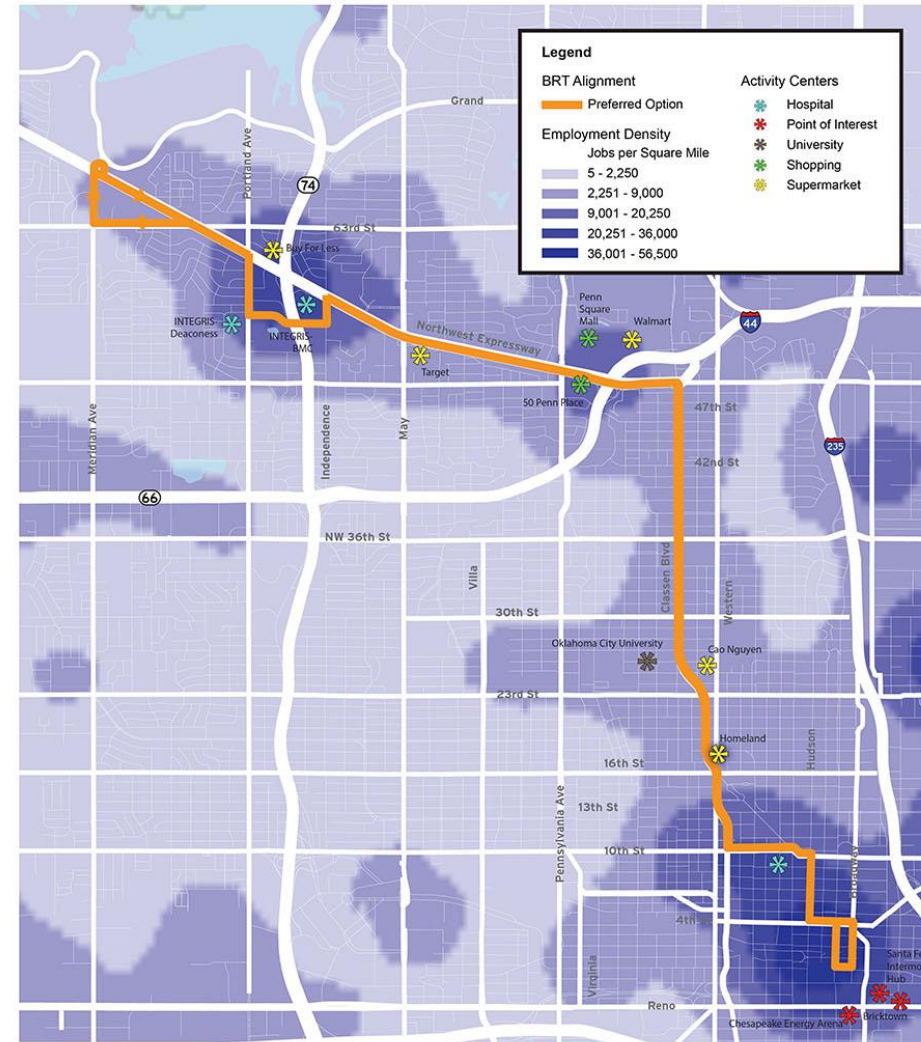 Legend
BRT Alignment
Preferred Option
Employment Density
Jobs per Square Mile
5 - 2,250
2,251 - 9,000
9,001 - 20,250
20,251 - 36,000
36,001 - 56,500
Activity Centers
Hospital
Point of Interest
University
Shopping
Supermarket
Grand
Portland Ave
74
63rd St
Buy For Less
INTEGRIS
Deaconess
INTEGRIS-
BMC
Northwest Expressway
Target
Penn
Square
Mall
Walmart
44
50 Penn Place
47th St
Meridian Ave
Independence
May
42nd St
235
66
NW 36th St
Villa
Classen Blvd
Western
30th St
Oklahoma City University
Cao Nguyen
23rd St
Homeland
Hudson
16th St
13th St
Pennsylvania Ave
10th St
Broadway
4th St
Virginia
Santa Fe
Hub
Reno
Bricktown
Chesapeake Energy Arena